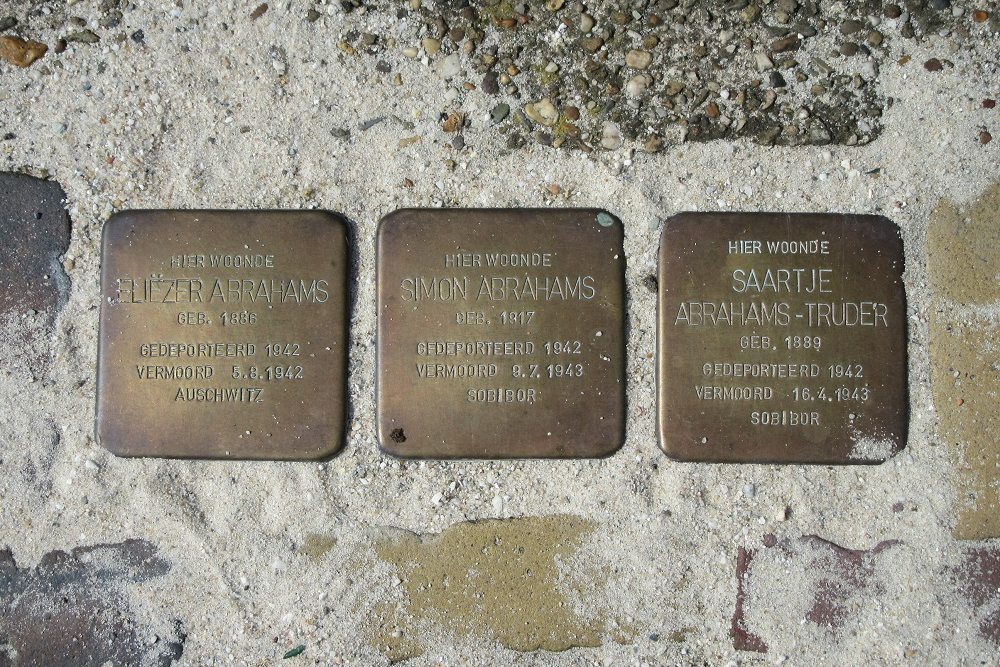 HIER WOONDE
ELIËZER ABRAHAMS
GEB. 1886
GEDEPORTEERD 1942
VERMOORD 5.8.1942
AUSCHWITZ
HIER WOONDE
SIMON ABRAHAMS
GEB. 1917
GEDEPORTEERD 1942
VERMOORD 9.7.1943
SOBIBOR
HIER WOONDE
SAARTJE
ABRAHAMS-TRUDER
GEB. 1889
GEDEPORTEERD 1942
VERMOORD 16.4.1943
SOBIBOR